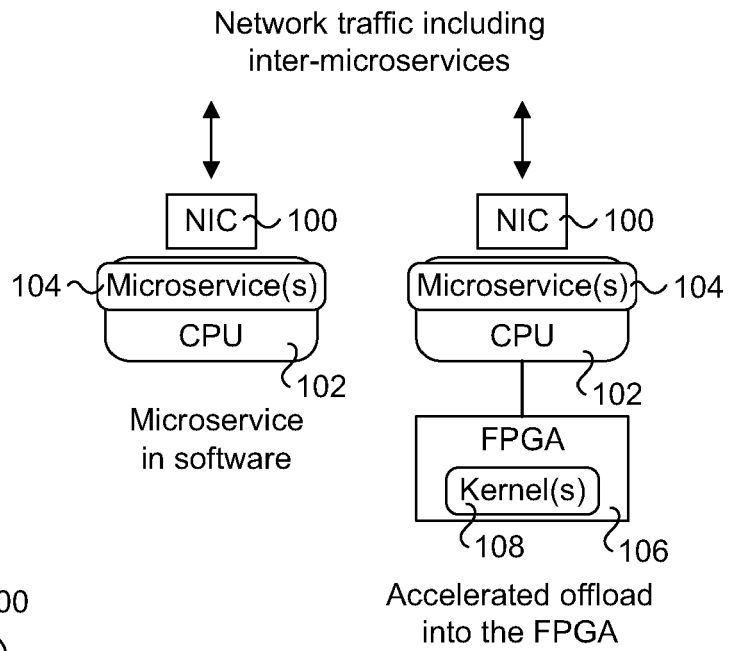 Network traffic including
inter-microservices
NIC 100
NIC 100
104 Microservice(s)
Microservice(s) 104
CPU
CPU
102
102
Microservice
in software
FPGA
Kernel(s)
108
106
Accelerated offload
into the FPGA
00